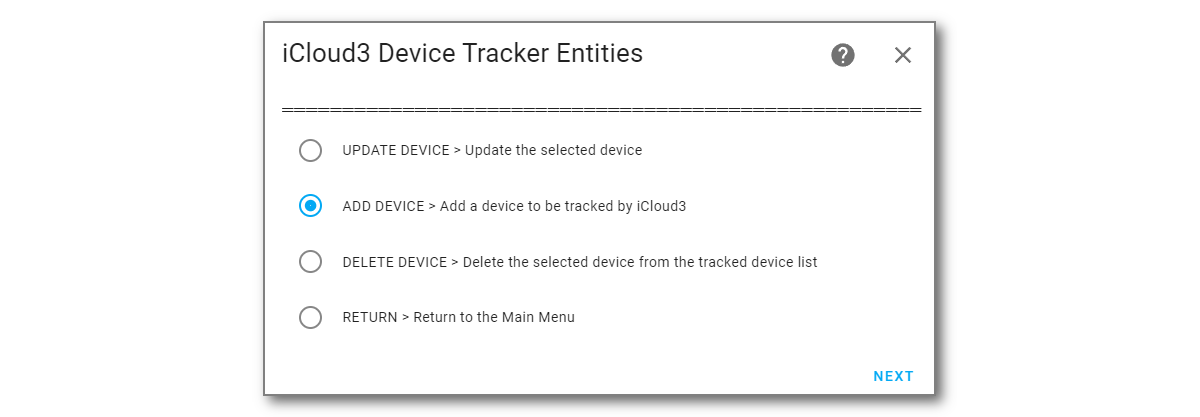 iCloud3 Device Tracker Entities
=====================================================
UPDATE DEVICE > Update the selected device
ADD DEVICE > Add a device to be tracked by iCloud3
DELETE DEVICE > Delete the selected device from the tracked device list
RETURN > Return to the Main Menu
NEXT